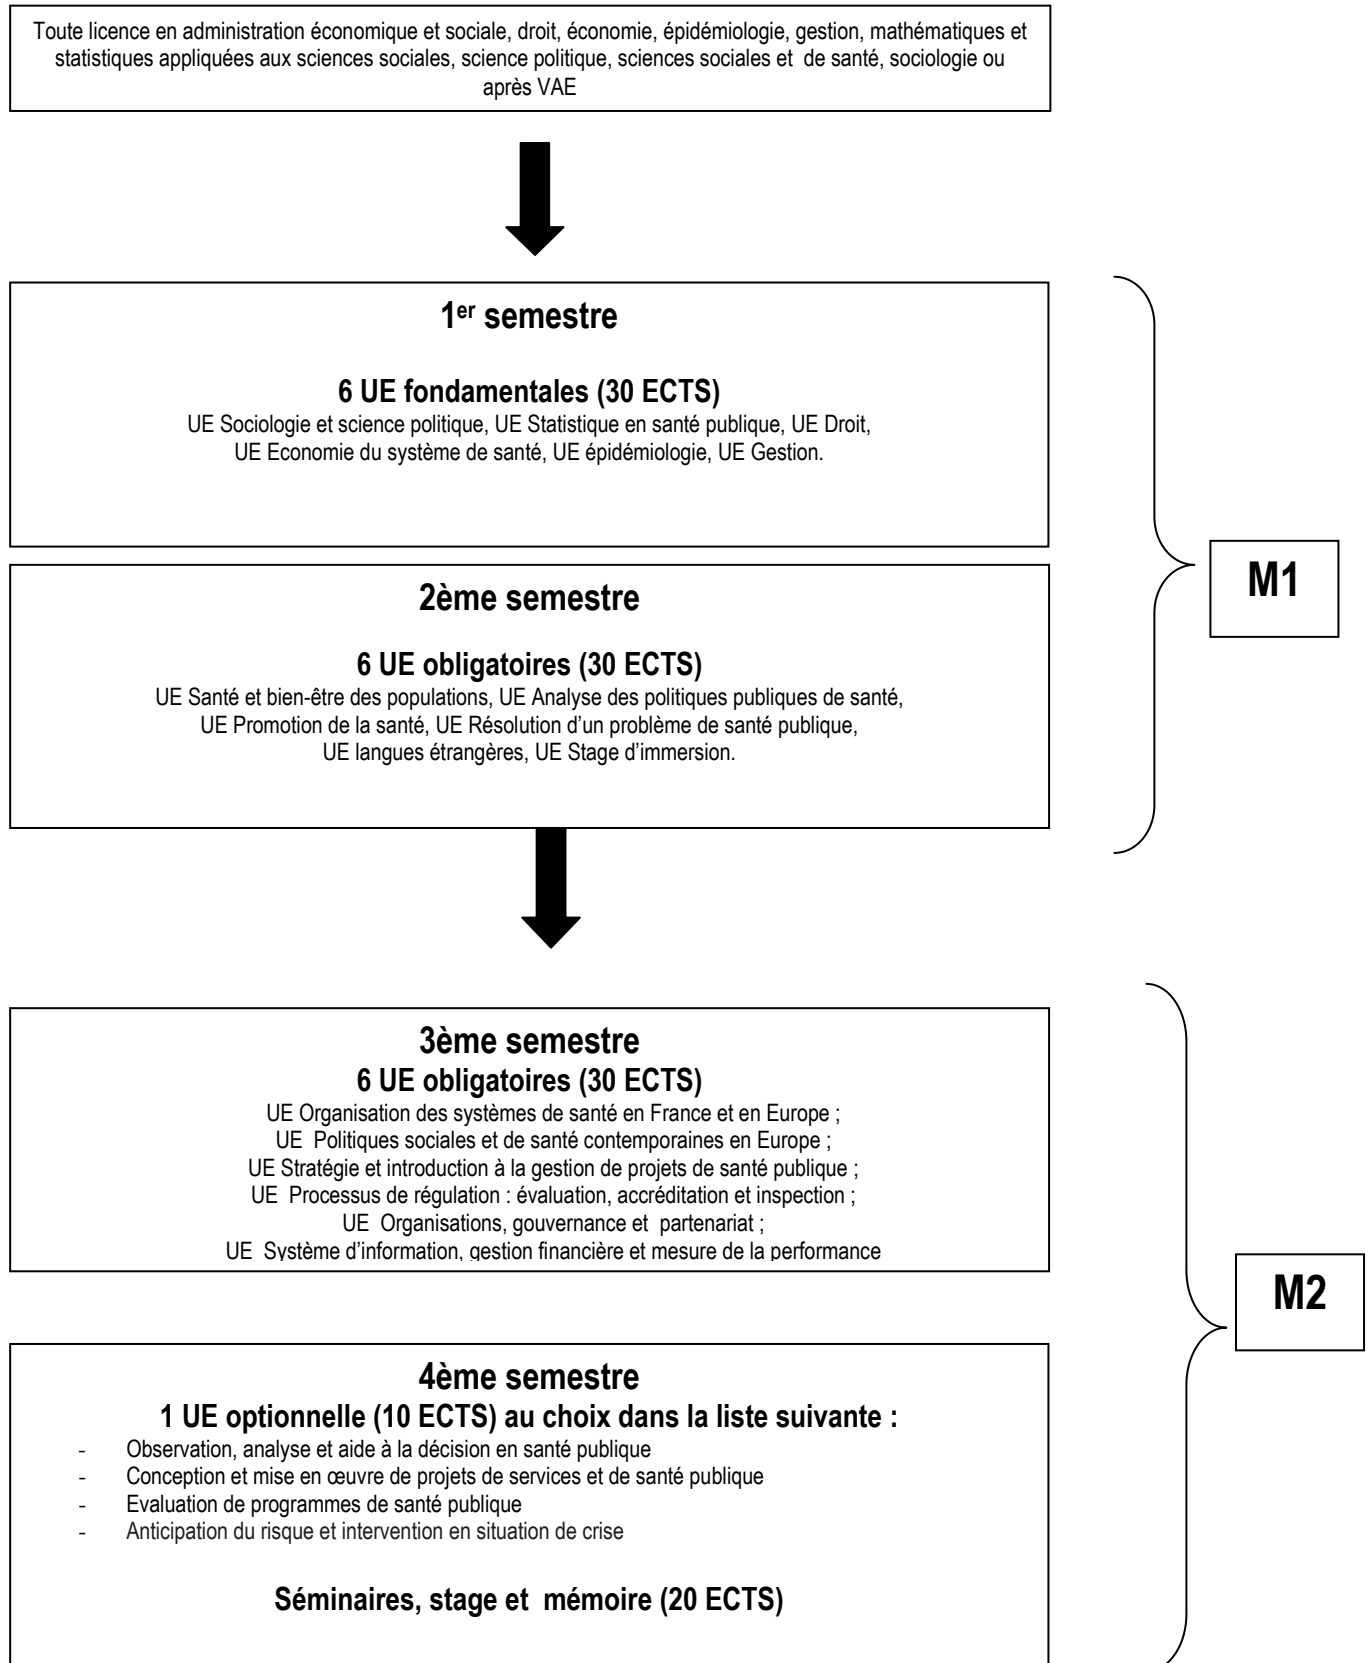 Toute licence en administration économique et sociale, droit, économie, épidémiologie, gestion, mathématiques et
statistiques appliquées aux sciences sociales, science politique, sciences sociales et de santé, sociologie ou
après VAE
1er semestre
6 UE fondamentales (30 ECTS)
UE Sociologie et science politique, UE Statistique en santé publique, UE Droit,
UE Economie du système de santé, UE épidémiologie, UE Gestion.
2ème semestre
6 UE obligatoires (30 ECTS)
UE Santé et bien-être des populations, UE Analyse des politiques publiques de santé,
UE Promotion de la santé, UE Résolution d'un problème de santé publique,
UE langues étrangères, UE Stage d'immersion.
M1
3ème semestre
6 UE obligatoires (30 ECTS)
UE Organisation des systèmes de santé en France et en Europe ;
UE Politiques sociales et de santé contemporaines en Europe ;
UE Stratégie et introduction à la gestion de projets de santé publique ;
UE Processus de régulation : évaluation, accréditation et inspection ;
UE Organisations, gouvernance et partenariat ;
UE Système d'information, gestion financière et mesure de la performance
M2
4ème semestre
1 UE optionnelle (10 ECTS) au choix dans la liste suivante :
- Observation, analyse et aide à la décision en santé publique
- Conception et mise en œuvre de projets de services et de santé publique
- Evaluation de programmes de santé publique
- Anticipation du risque et intervention en situation de crise
Séminaires, stage et mémoire (20 ECTS)